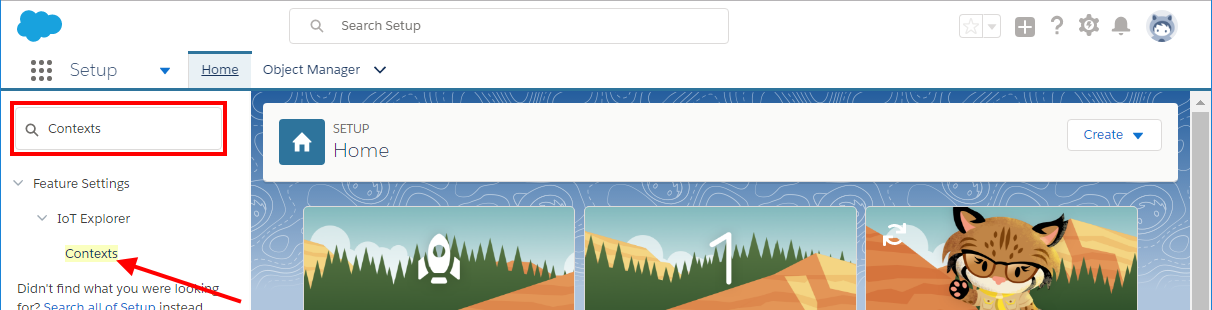 Search Setup
Setup
Home
Object Manager
Contexts
SETUP
Home
Create
Feature Settings
IoT Explorer
Contexts
Didn't find what you were looking
for? Search all of Setup instead.
1